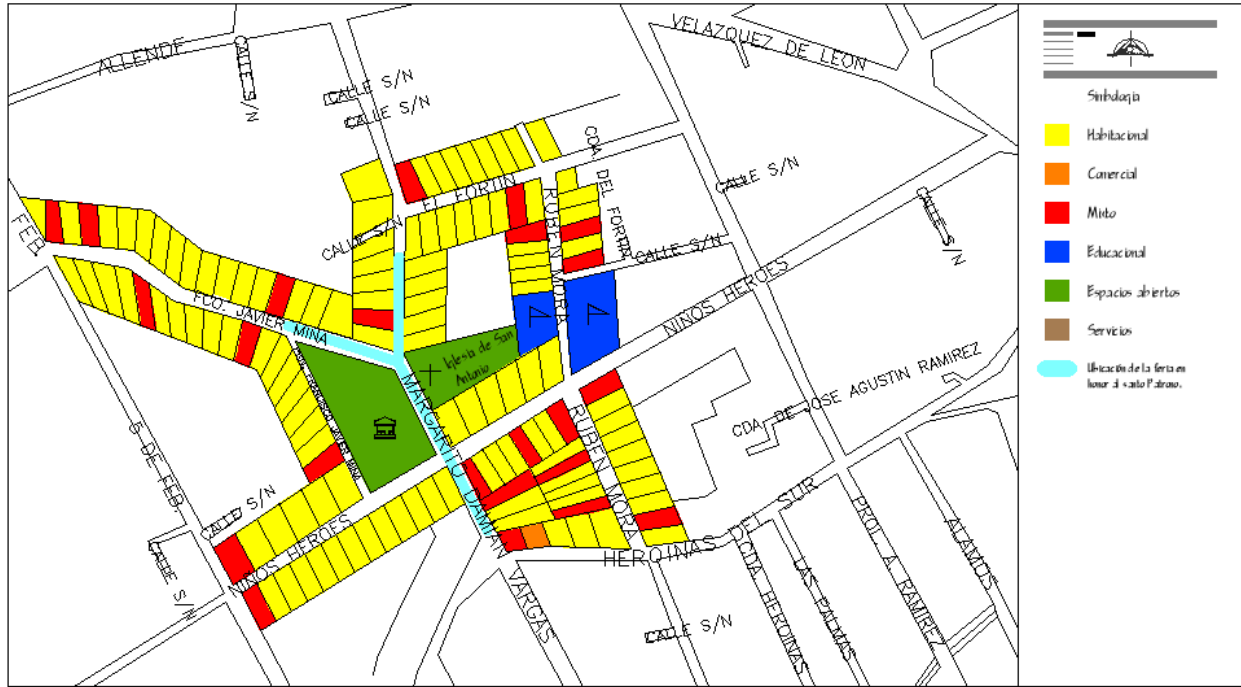 ALLENDE
CALLE S/N
CALLE S/N
CALLE S/N
VELAZQUEZ DE LEON
CDA. DEL FORTIN
CALLE S/N
CALLE S/N
EL FORTIN
CALLE S/N
RUBEN MORA
CALLE S/N
5 DE FEB
FEB
FCO. JAVIER MINA
RUBEN MORA
NIÑOS HEROES
Iglesia de San
Antonio
MARGARITO DAMIAN VARGAS
CDA. DE JOSE AGUSTIN RAMIREZ
RUBEN MORA
CALLE S/N
CALLE S/N
NIÑOS HEROES
HEROINAS DEL SUR
CDA HEROINAS
LAS PALMAS
PROL. A. RAMIREZ
ALAMOS
CALLE S/N
Simbología
Habitacional
Comercial
Mixto
Educacional
Espacios abiertos
Servicios
Ubicación de la feria en
honor al santo Patrono.